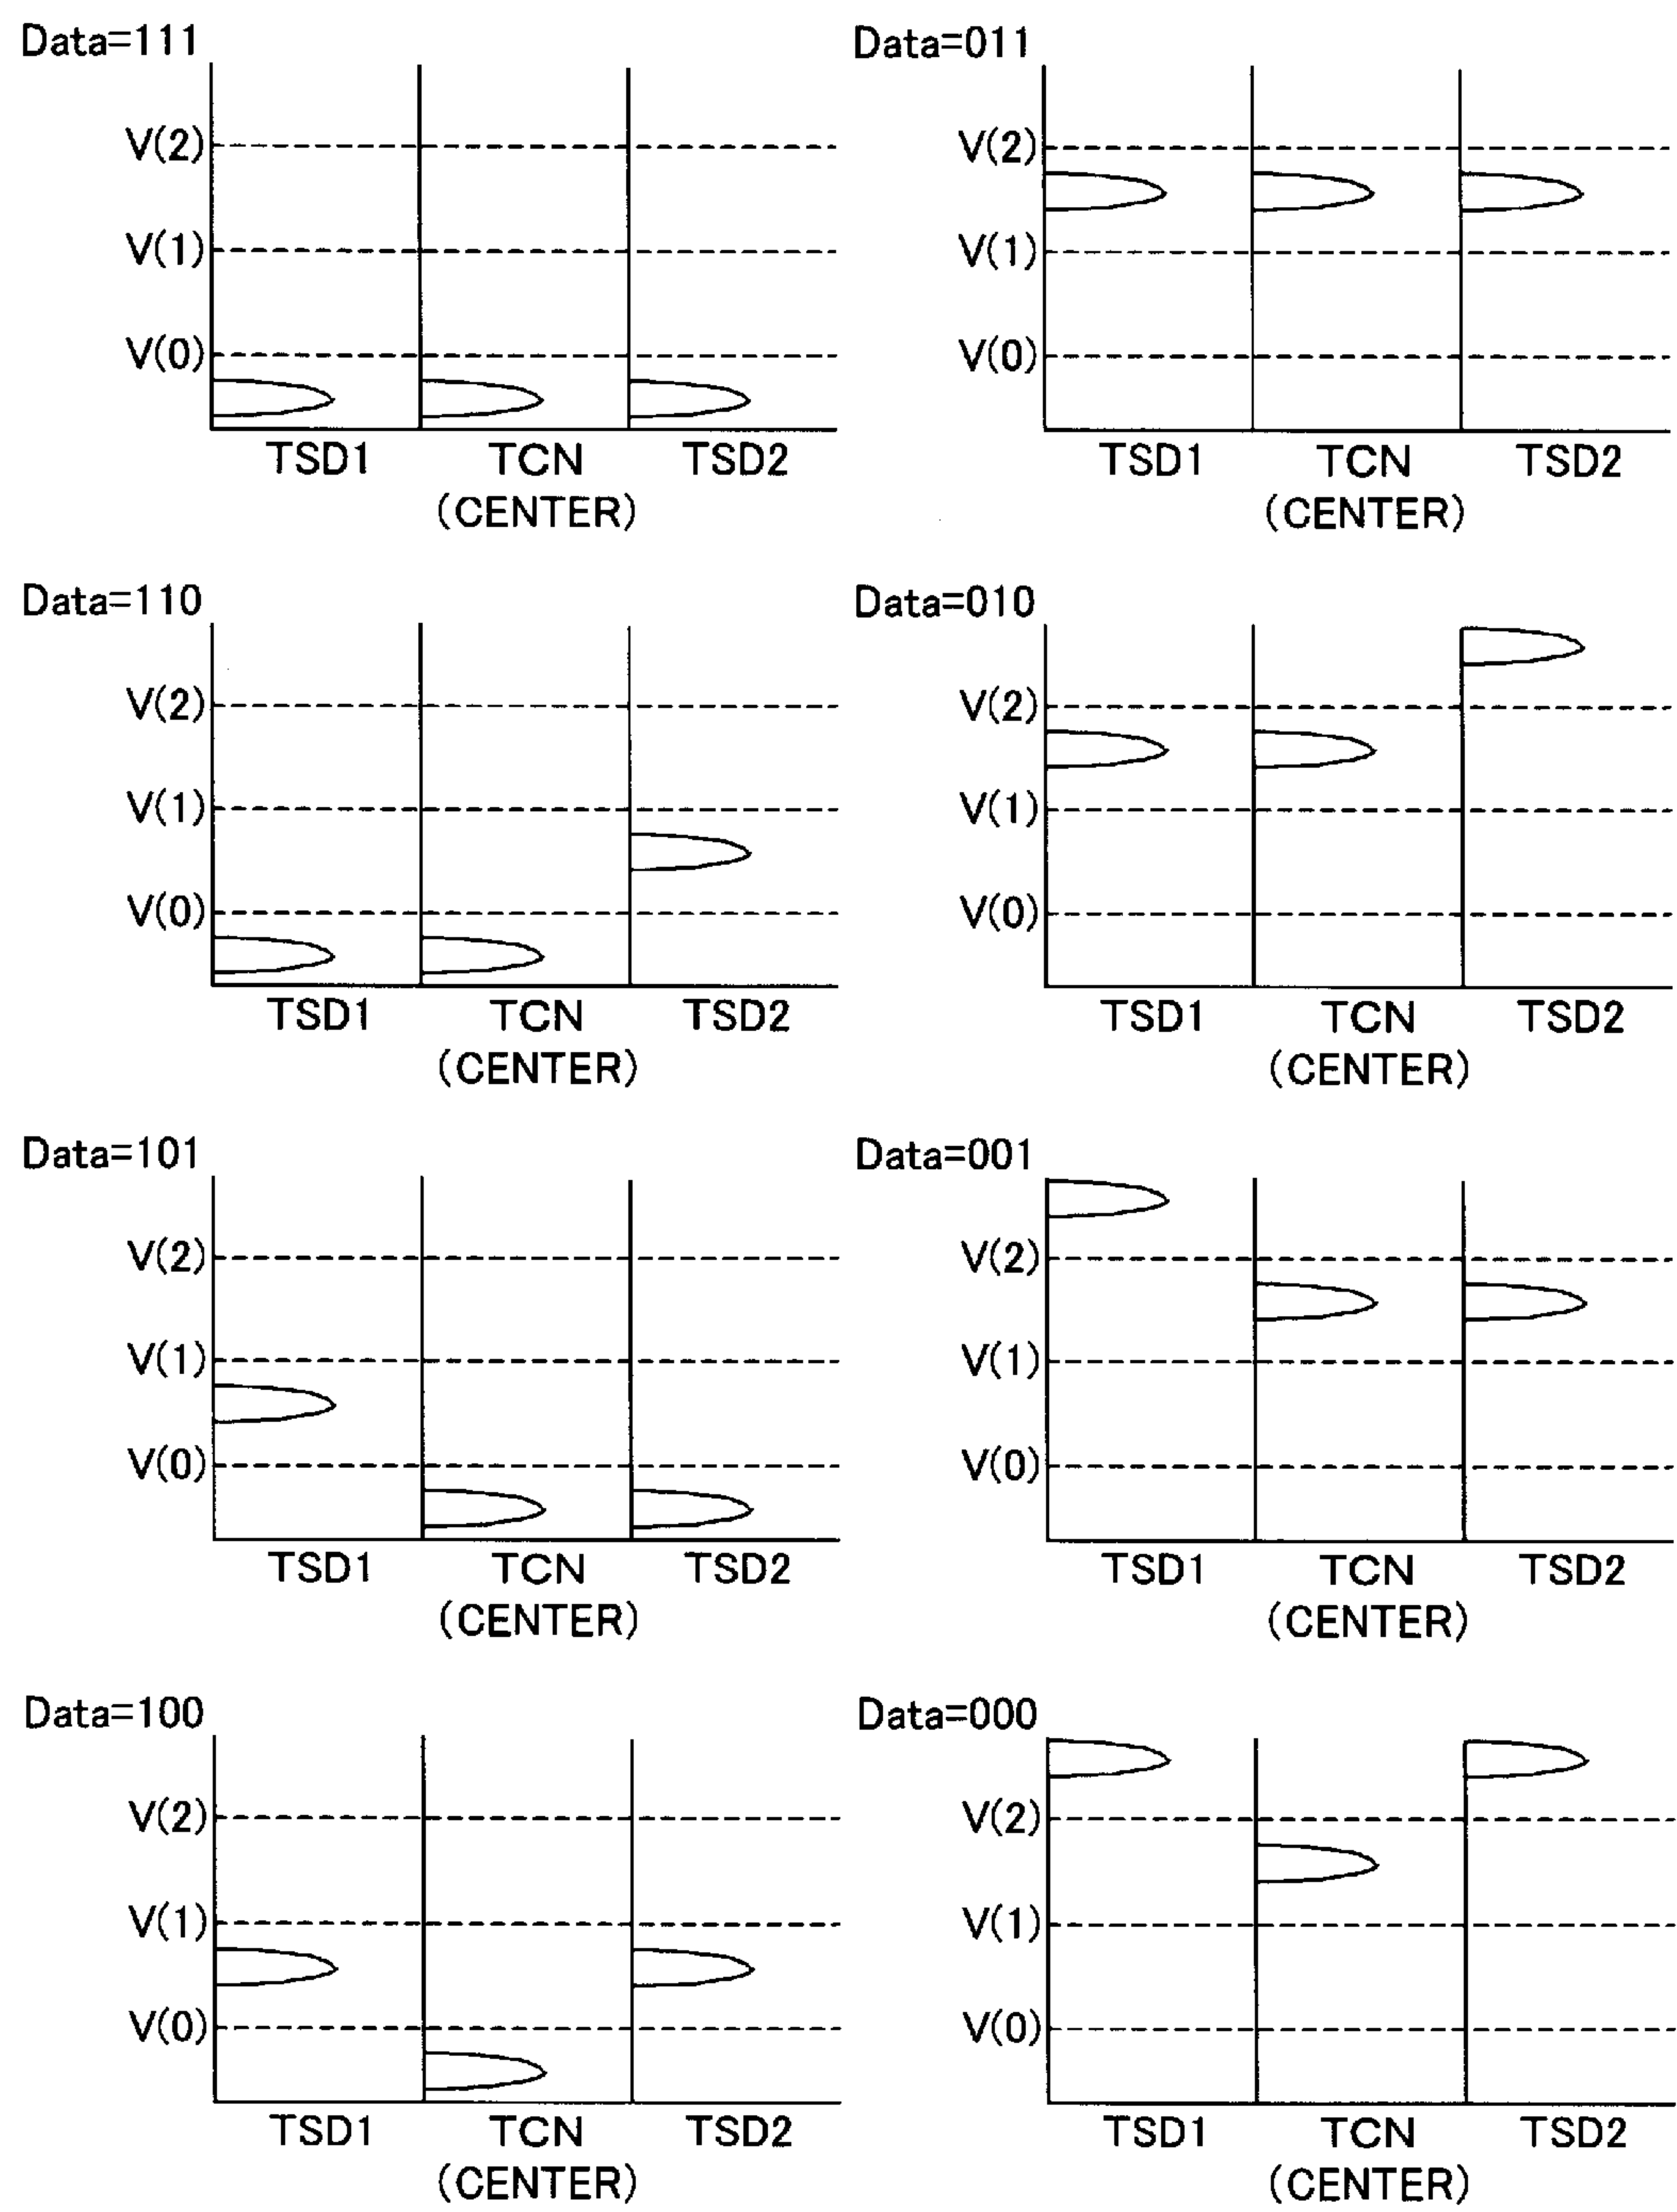 Data=111
V(2)
V(1)
V(0)
TSD1 TCN TSD2
(CENTER)
Data=011
V(2)
V(1)
V(0)
TSD1 TCN TSD2
(CENTER)
Data=110
V(2)
V(1)
V(0)
TSD1 TCN TSD2
(CENTER)
Data=010
V(2)
V(1)
V(0)
TSD1 TCN TSD2
(CENTER)
Data=101
V(2)
V(1)
V(0)
TSD1 TCN TSD2
(CENTER)
Data=001
V(2)
V(1)
V(0)
TSD1 TCN TSD2
(CENTER)
Data=100
V(2)
V(1)
V(0)
TSD1 TCN TSD2
(CENTER)
Data=000
V(2)
V(1)
V(0)
TSD1 TCN TSD2
(CENTER)